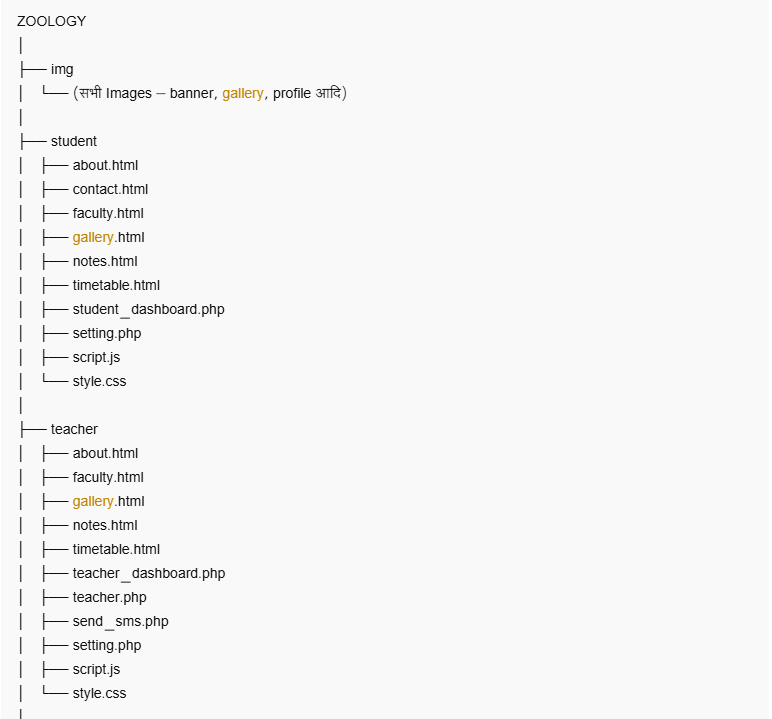 ZOOLOGY
│
├── img
│   └── (सभी Images – banner, gallery, profile आदि)
│
├── student
│   ├── about.html
│   ├── contact.html
│   ├── faculty.html
│   ├── gallery.html
│   ├── notes.html
│   ├── timetable.html
│   ├── student_dashboard.php
│   ├── setting.php
│   ├── script.js
│   └── style.css
│
├── teacher
│   ├── about.html
│   ├── faculty.html
│   ├── gallery.html
│   ├── notes.html
│   ├── timetable.html
│   ├── teacher_dashboard.php
│   ├── teacher.php
│   ├── send_sms.php
│   ├── setting.php
│   ├── script.js
│   └── style.css
│